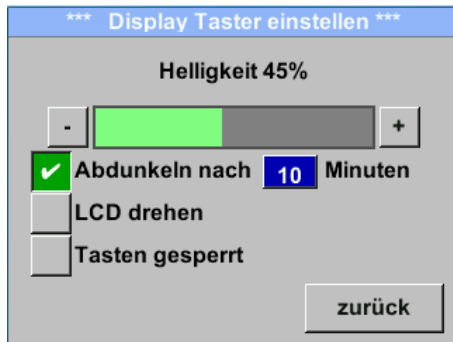 *** Display Taster einstellen ***
Helligkeit 45%
- +
Abdunkeln nach 10 Minuten
LCD drehen
Tasten gesperrt
zurück